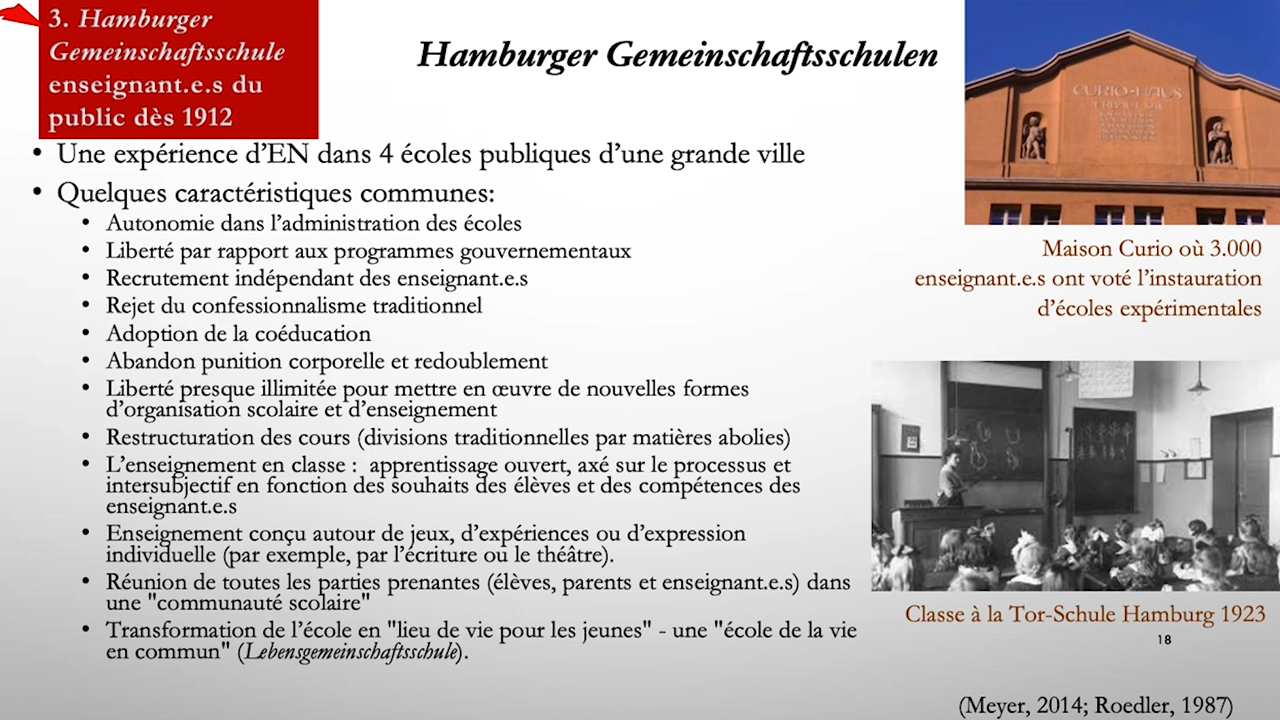 3. Hamburger
Gemeinschaftsschule
enseignant.e.s du
public dès 1912
Hamburger Gemeinschaftsschulen
• Une expérience d’EN dans 4 écoles publiques d’une grande ville
• Quelques caractéristiques communes:
• Autonomie dans l’administration des écoles
• Liberté par rapport aux programmes gouvernementaux
• Recrutement indépendant des enseignant.e.s
• Rejet du confessionnalisme traditionnel
• Adoption de la coéducation
• Abandon punition corporelle et redoublement
• Liberté presque illimitée pour mettre en œuvre de nouvelles formes
d’organisation scolaire et d’enseignement
• Restructuration des cours (divisions traditionnelles par matières abolies)
• L’enseignement en classe : apprentissage ouvert, axé sur le processus et
intersubjectif en fonction des souhaits des élèves et des compétences des
enseignant.e.s
• Enseignement conçu autour de jeux, d’expériences ou d’expression
individuelle (par exemple, par l’écriture ou le théâtre).
• Réunion de toutes les parties prenantes (élèves, parents et enseignant.e.s) dans
une "communauté scolaire"
• Transformation de l’école en "lieu de vie pour les jeunes" - une "école de la vie
en commun" (Lebensgemeinschaftsschule).
CURIO-HAUS
Maison Curio où 3.000
enseignant.e.s ont voté l’instauration
d’écoles expérimentales
Classe à la Tor-Schule Hamburg 1923
18
(Meyer, 2014; Roedler, 1987)